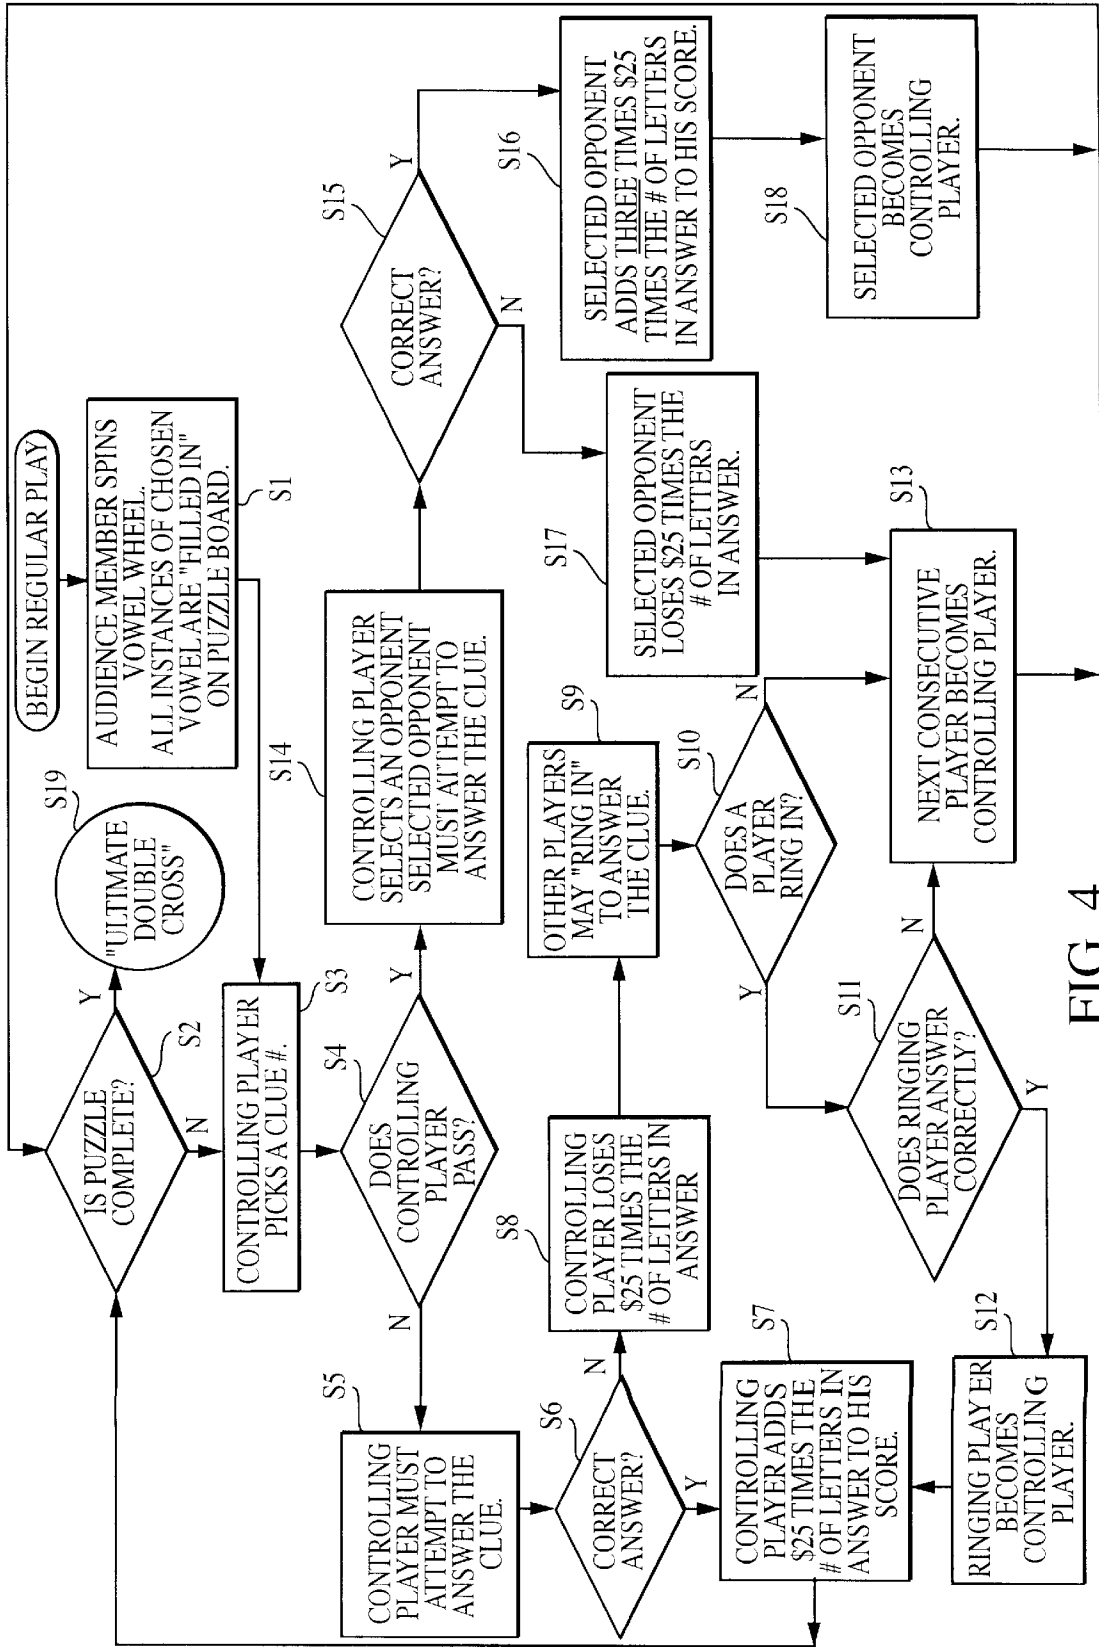 BEGIN REGULAR PLAY
AUDIENCE MEMBER SPINS
VOWEL WHEEL.
ALL INSTANCES OF CHOSEN
VOWEL ARE "FILLED IN"
ON PUZZLE BOARD.
S1
IS PUZZLE
COMPLETE?
S2
Y
N
"ULTIMATE
DOUBLE
CROSS"
S19
CONTROLLING PLAYER
PICKS A CLUE #.
S3
DOES
CONTROLLING
PLAYER
PASS?
S4
Y
N
CONTROLLING PLAYER
SELECTS AN OPPONENT
SELECTED OPPONENT
MUST ATTEMPT TO
ANSWER THE CLUE.
S14
CORRECT
ANSWER?
S15
Y
N
CONTROLLING
PLAYER MUST
ATTEMPT TO
ANSWER THE
CLUE.
S5
CORRECT
ANSWER?
S6
N
Y
CONTROLLING
PLAYER LOSES
$25 TIMES THE
# OF LETTERS IN
ANSWER
S8
OTHER PLAYERS
MAY "RING IN"
TO ANSWER
THE CLUE.
S9
SELECTED OPPONENT
LOSES $25 TIMES THE
# OF LETTERS
IN ANSWER.
S17
SELECTED OPPONENT
ADDS THREE TIMES $25
TIMES THE # OF LETTERS
IN ANSWER TO HIS SCORE.
S16
CONTROLLING
PLAYER ADDS
$25 TIMES THE
# OF LETTERS IN
ANSWER TO HIS
SCORE.
S7
DOES A
PLAYER
RING IN?
S10
Y
N
SELECTED OPPONENT
BECOMES
CONTROLLING
PLAYER.
S18
RINGING PLAYER
BECOMES
CONTROLLING
PLAYER.
S12
DOES RINGING
PLAYER ANSWER
CORRECTLY?
S11
N
Y
NEXT CONSECUTIVE
PLAYER BECOMES
CONTROLLING PLAYER.
S13
FIG. 4